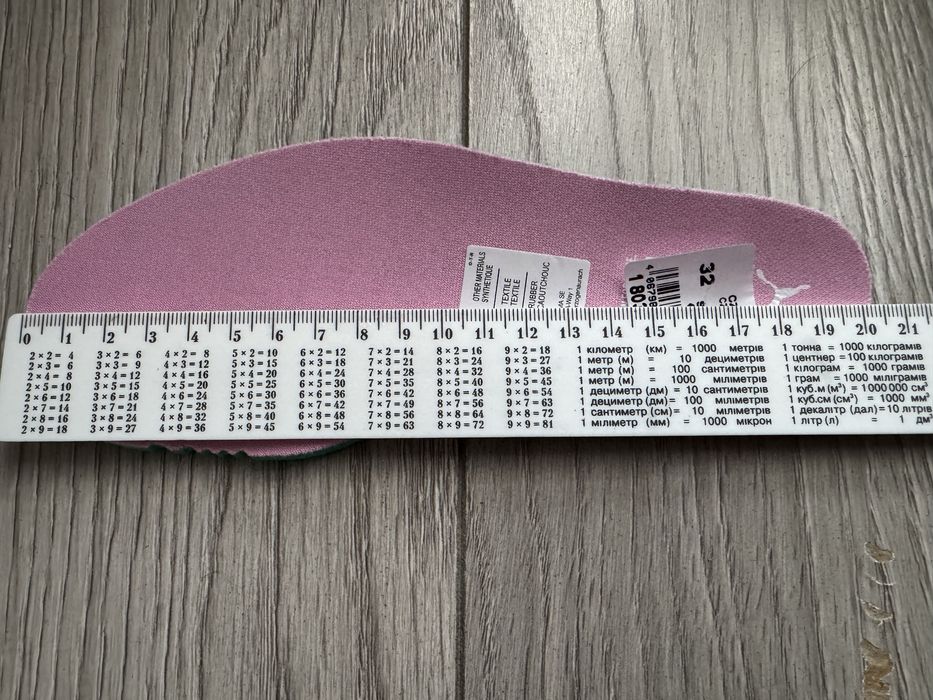 OTHER MATERIALS
SYNTHETIQUE
TEXTILE
TEXTILE
RUBBER
CAOUTCHOUC
32
0 1 2 3 4 5 6 7 8 9 10 11 12 13 14 15 16 17 18 19 20 21
2 × 2 = 4 3 × 2 = 6 4 × 2 = 8 5 × 2 = 10 6 × 2 = 12 7 × 2 = 14 8 × 2 = 16 9 × 2 = 18 1 кілометр (км) = 1000 метрів 1 тонна = 1000 кілограмів
2 × 3 = 6 3 × 3 = 9 4 × 3 = 12 5 × 3 = 15 6 × 3 = 18 7 × 3 = 21 8 × 3 = 24 9 × 3 = 27 1 метр (м) = 10 дециметрів 1 центнер = 100 кілограмів
2 × 4 = 8 3 × 4 = 12 4 × 4 = 16 5 × 4 = 20 6 × 4 = 24 7 × 4 = 28 8 × 4 = 32 9 × 4 = 36 1 метр (м) = 100 сантиметрів 1 кілограм = 1000 грамів
2 × 5 = 10 3 × 5 = 15 4 × 5 = 20 5 × 5 = 25 6 × 5 = 30 7 × 5 = 35 8 × 5 = 40 9 × 5 = 45 1 метр (м) = 1000 міліметрів 1 грам = 1000 міліграмів
2 × 6 = 12 3 × 6 = 18 4 × 6 = 24 5 × 6 = 30 6 × 6 = 36 7 × 6 = 42 8 × 6 = 48 9 × 6 = 54 1 дециметр (дм) = 10 сантиметрів 1 куб.м (м³) = 1000000 см³
2 × 7 = 14 3 × 7 = 21 4 × 7 = 28 5 × 7 = 35 6 × 7 = 42 7 × 7 = 49 8 × 7 = 56 9 × 7 = 63 1 дециметр (дм) = 100 міліметрів 1 куб.см (см³) = 1000 мм³
2 × 8 = 16 3 × 8 = 24 4 × 8 = 32 5 × 8 = 40 6 × 8 = 48 7 × 8 = 56 8 × 8 = 64 9 × 8 = 72 1 сантиметр (см) = 10 міліметрів 1 декалітр (дал) = 10 літрів
2 × 9 = 18 3 × 9 = 27 4 × 9 = 36 5 × 9 = 45 6 × 9 = 54 7 × 9 = 63 8 × 9 = 72 9 × 9 = 81 1 міліметр (мм) = 1000 мікрон 1 літр (л) = 1 дм³